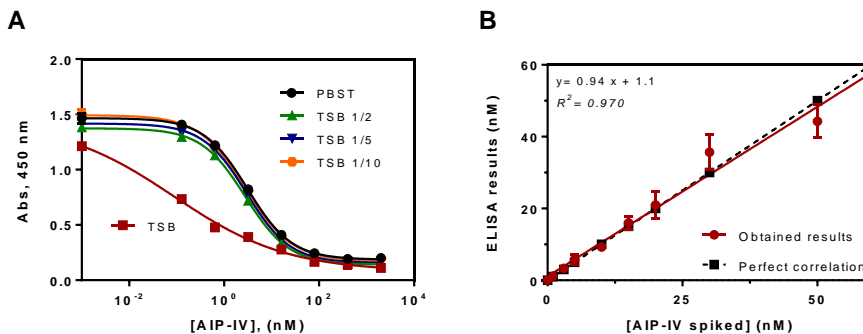 A
2.0
1.5
1.0
0.5
0.0
Abs, 450 nm
PBST
TSB 1/2
TSB 1/5
TSB 1/10
TSB
10⁻² 10⁰ 10² 10⁴
[AIP-IV], (nM)
B
60
40
20
0
ELISA results (nM)
y= 0.94 x + 1.1
R²= 0.970
Obtained results
Perfect correlation
0 25 50
[AIP-IV spiked] (nM)